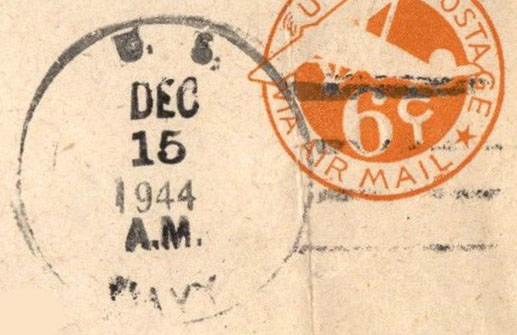 U. S.
DEC
15
1944
A.M.
NAVY
U POSTAGE
6¢
VIA AIR MAIL